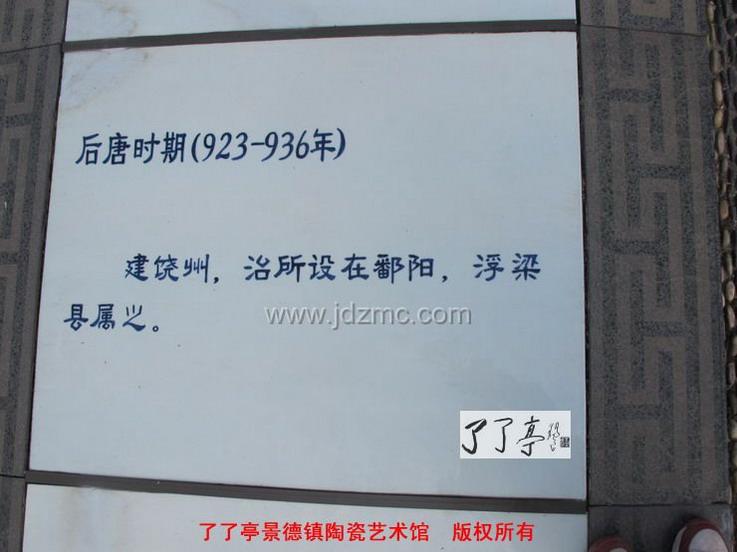 后唐时期(923-936年)
建饶州，治所设在鄱阳，浮梁
县属之。
www.jdzmc.com
了了亭
了了亭景德镇陶瓷艺术馆 版权所有